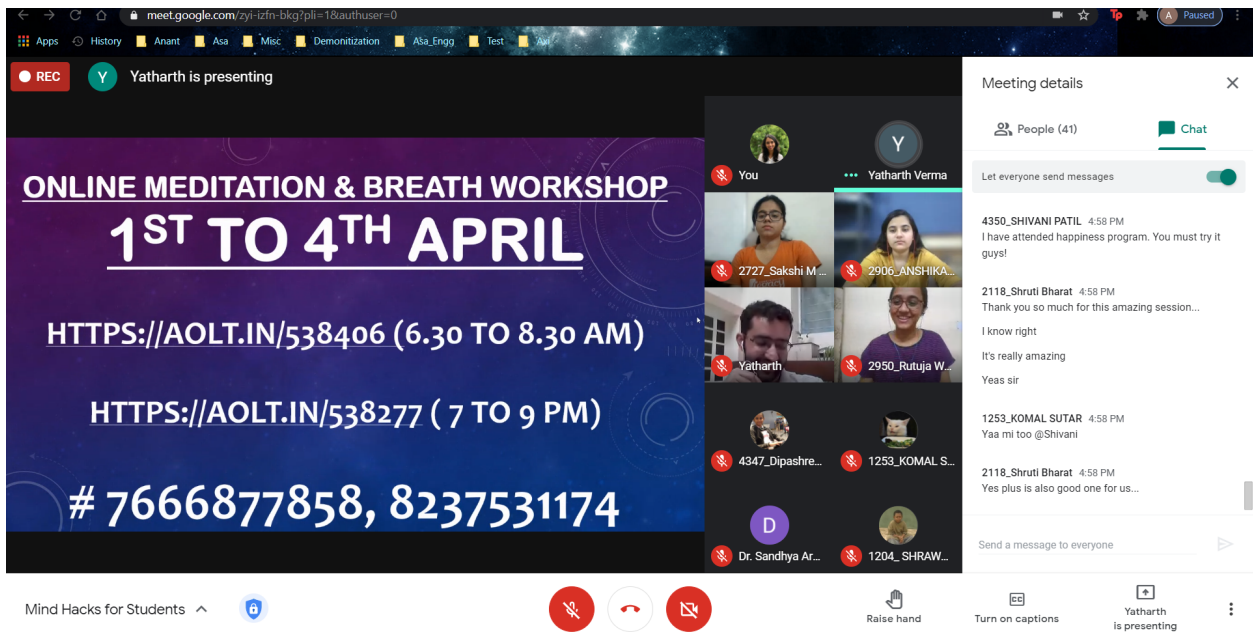 meet.google.com/zyi-izfn-bkg?pli=1&authuser=0
Tp
A Paused
Apps History Anant Asa Misc Demonitization Asa_Engg Test
REC Y Yatharth is presenting
ONLINE MEDITATION & BREATH WORKSHOP
1ST TO 4TH APRIL
HTTPS://AOLT.IN/538406 (6.30 TO 8.30 AM)
HTTPS://AOLT.IN/538277 ( 7 TO 9 PM)
# 7666877858, 8237531174
You
Y
Yatharth Verma
2727_Sakshi M ...
2906_ANSHIKA...
Yatharth
2950_Rutuja W...
4347_Dipashre...
1253_KOMAL S...
D
Dr. Sandhya Ar...
1204_ SHRAW...
Meeting details
People (41) Chat
Let everyone send messages
4350_SHIVANI PATIL 4:58 PM
I have attended happiness program. You must try it
guys!
2118_Shruti Bharat 4:58 PM
Thank you so much for this amazing session...
I know right
It's really amazing
Yeas sir
1253_KOMAL SUTAR 4:58 PM
Yaa mi too @Shivani
2118_Shruti Bharat 4:58 PM
Yes plus is also good one for us...
Send a message to everyone
Mind Hacks for Students
Raise hand
CC
Turn on captions
Yatharth
is presenting